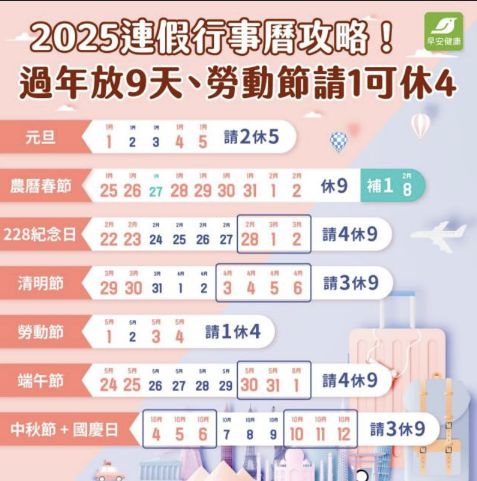 2025連假行事曆攻略！
早安健康
過年放9天、勞動節請1可休4
元旦 1月 1 1月 2 1月 3 1月 4 1月 5 請2休5
農曆春節 1月 25 1月 26 1月 27 1月 28 1月 29 1月 30 1月 31 2月 1 2月 2 休9 補1 2月 8
228紀念日 2月 22 2月 23 2月 24 2月 25 2月 26 2月 27 2月 28 3月 1 3月 2 請4休9
清明節 3月 29 3月 30 3月 31 4月 1 4月 2 4月 3 4月 4 4月 5 4月 6 請3休9
勞動節 5月 1 5月 2 5月 3 5月 4 請1休4
端午節 5月 24 5月 25 5月 26 5月 27 5月 28 5月 29 5月 30 5月 31 6月 1 請4休9
中秋節+國慶日 10月 4 10月 5 10月 6 10月 7 10月 8 10月 9 10月 10 10月 11 10月 12 請3休9